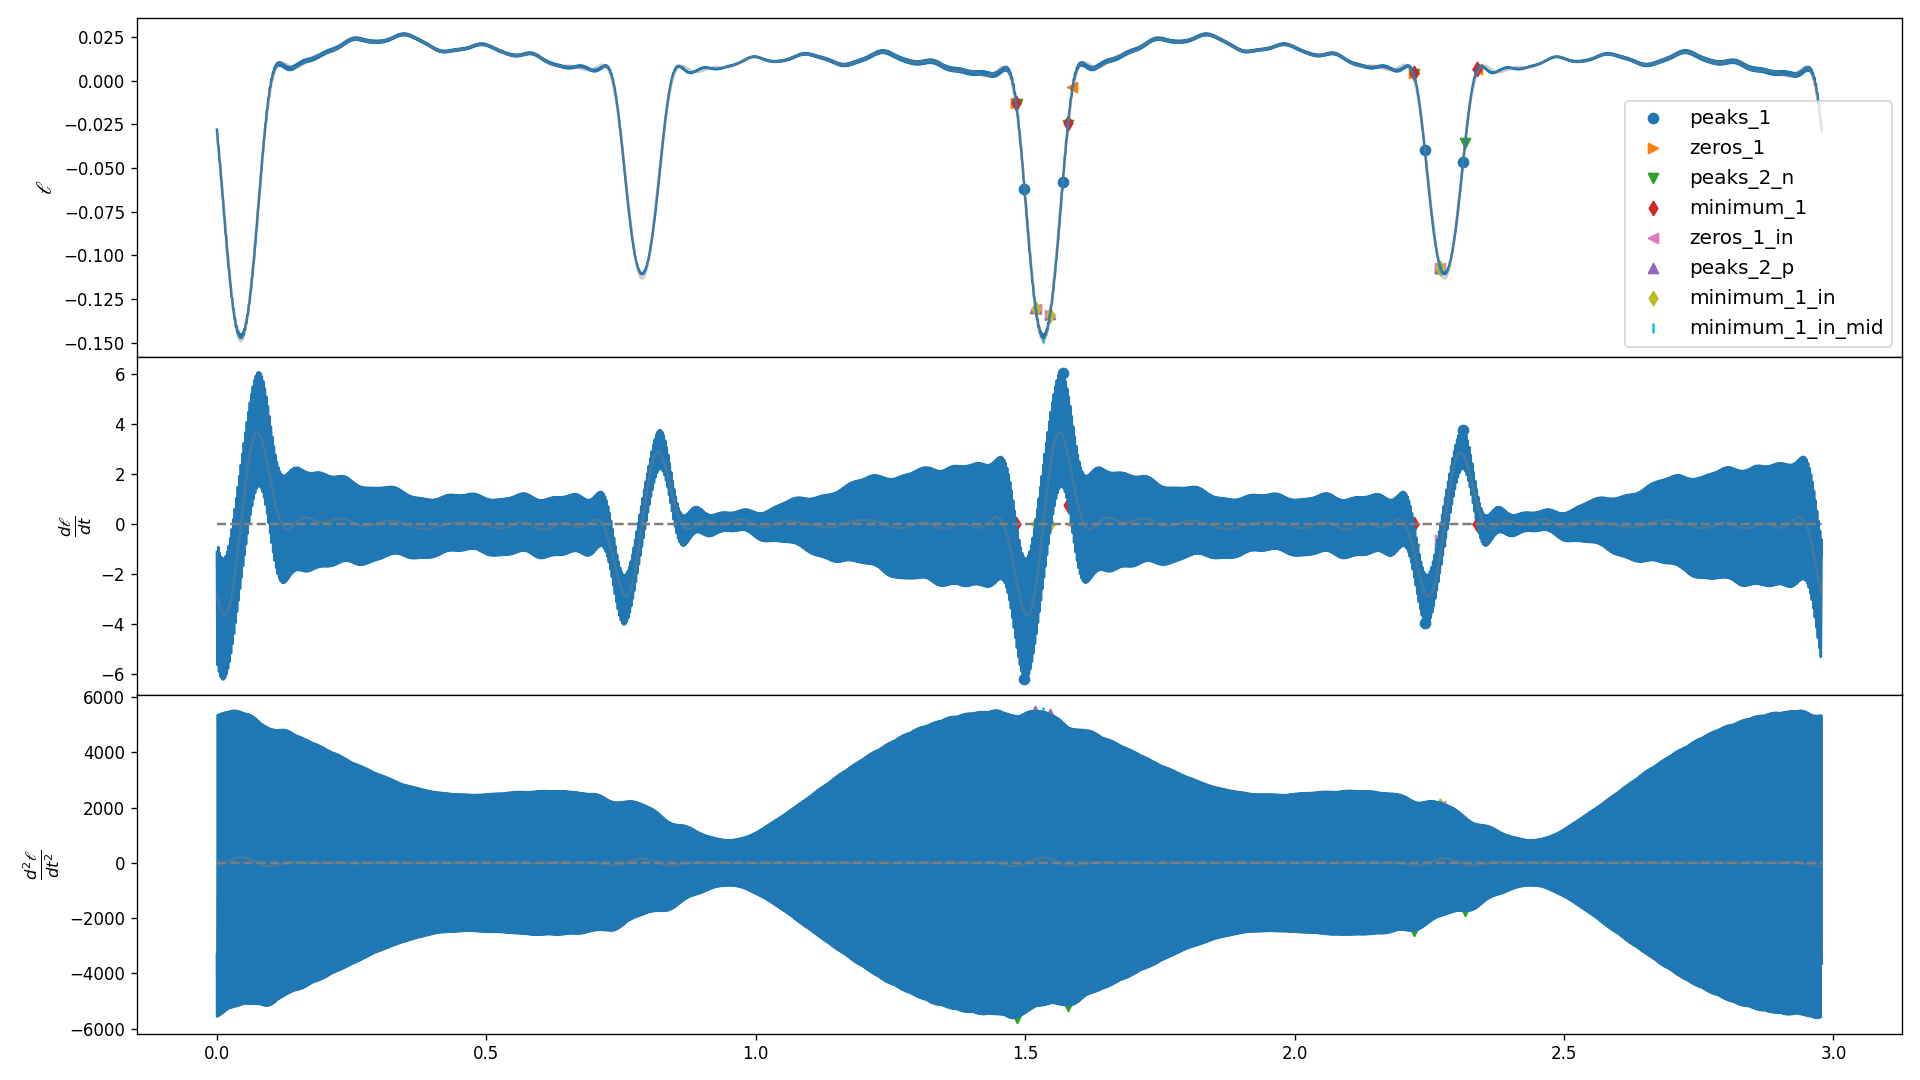 0.025
0.000
−0.025
−0.050
−0.075
−0.100
−0.125
−0.150
ℓ
peaks_1
zeros_1
peaks_2_n
minimum_1
zeros_1_in
peaks_2_p
minimum_1_in
minimum_1_in_mid
6
4
2
0
−2
−4
−6
dℓ
dt
6000
4000
2000
0
−2000
−4000
−6000
d²ℓ
dt²
0.0 0.5 1.0 1.5 2.0 2.5 3.0